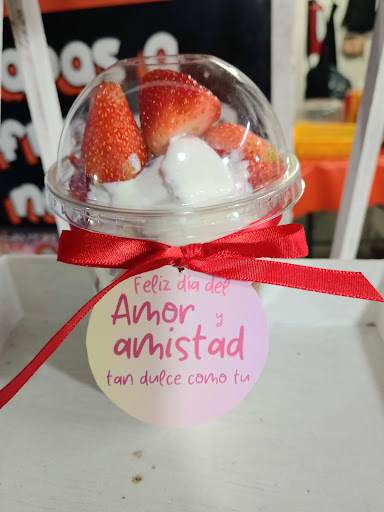 Feliz día del
Amor y
amistad
tan dulce como tu